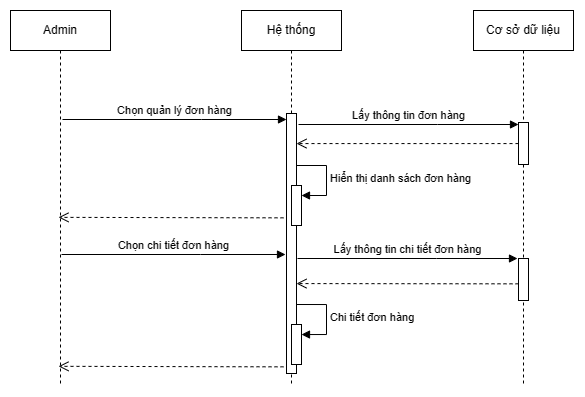 Admin
Hệ thống
Cơ sở dữ liệu
Chọn quản lý đơn hàng
Lấy thông tin đơn hàng
Hiển thị danh sách đơn hàng
Chọn chi tiết đơn hàng
Lấy thông tin chi tiết đơn hàng
Chi tiết đơn hàng